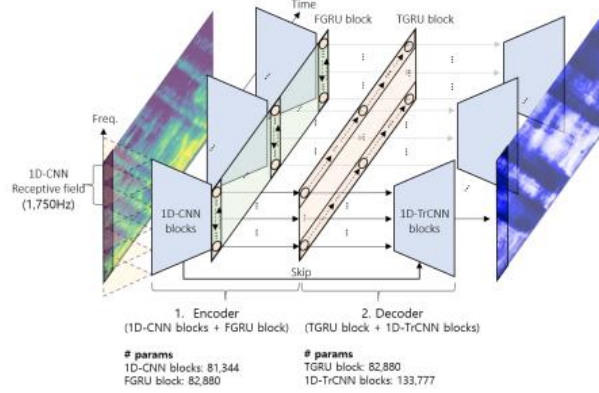 Time
FGRU block
TGRU block
Freq.
1D-CNN
Receptive field
(1,750Hz)
1D-CNN
blocks
1D-TrCNN
blocks
Skip
1. Encoder
(1D-CNN blocks + FGRU block)
2. Decoder
(TGRU block + 1D-TrCNN blocks)
# params
1D-CNN blocks: 81,344
FGRU block: 82,880
# params
TGRU block: 82,880
1D-TrCNN blocks: 133,777